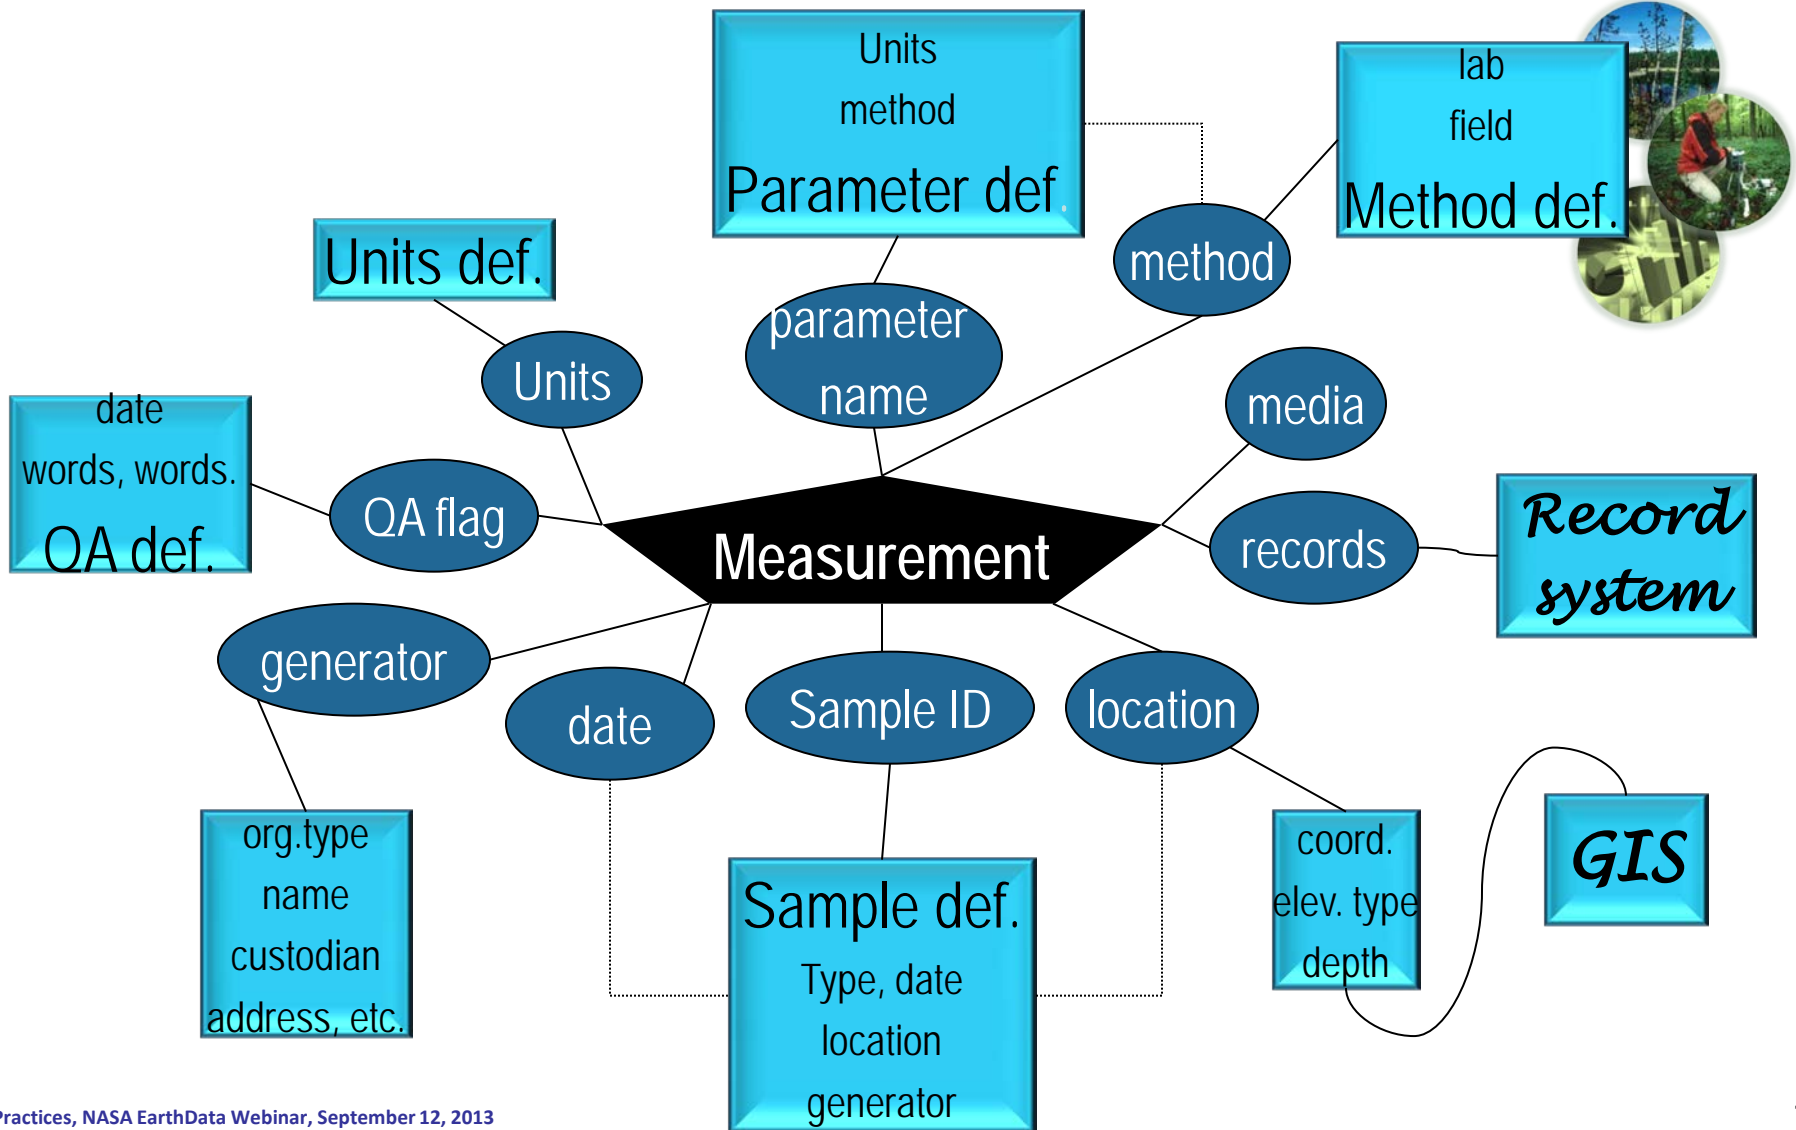 Units
method
Parameter def.
lab
field
Method def.
Units def.
method
parameter
name
Units
media
date
words, words.
QA def.
QA flag
Measurement
records
Record
system
generator
date
Sample ID
location
org.type
name
custodian
address, etc.
Sample def.
Type, date
location
generator
coord.
elev. type
depth
GIS
Practices, NASA EarthData Webinar, September 12, 2013